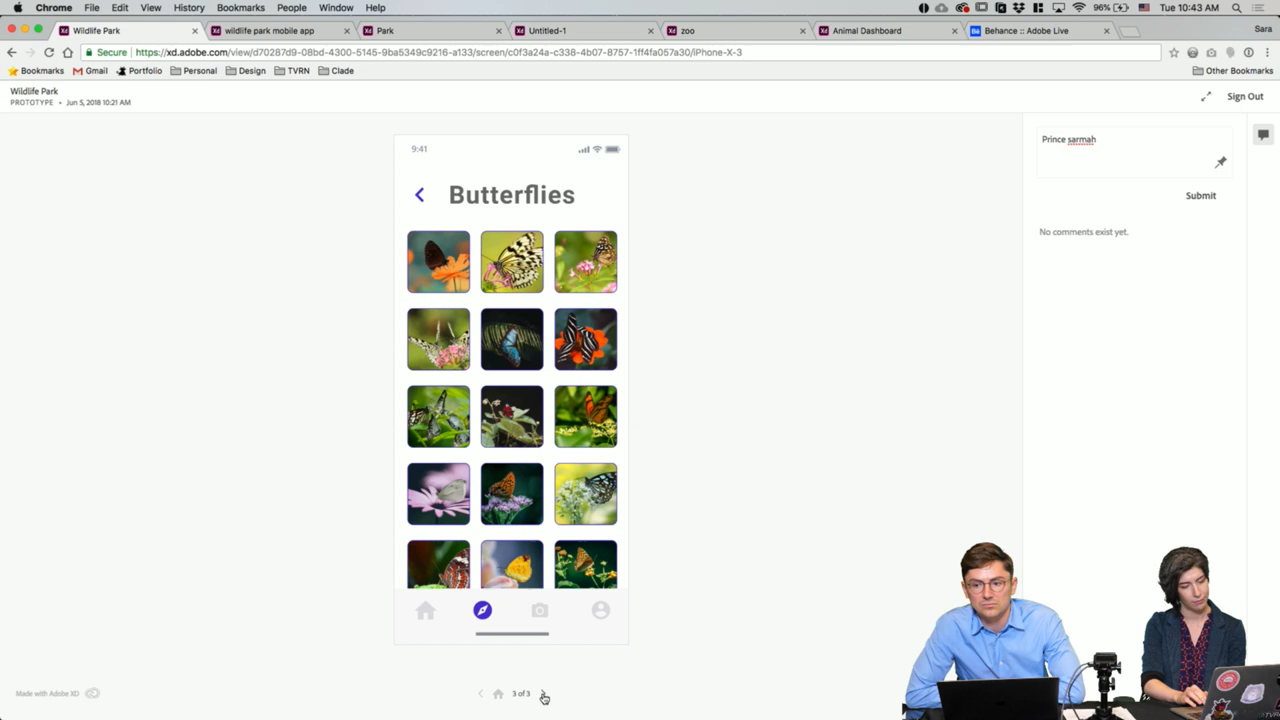 Chrome File Edit View History Bookmarks People Window Help 96% Tue 10:43 AM
Wildlife Park wildlife park mobile app Park Untitled-1 zoo Animal Dashboard Behance :: Adobe Live Sara
Secure https://xd.adobe.com/view/d70287d9-08bd-4300-5145-9ba5349c9216-a133/screen/c0f3a24a-c338-4b07-8757-1ff4fa057a30/iPhone-X-3
Bookmarks Gmail Portfolio Personal Design TVRN Clade Other Bookmarks
Wildlife Park
PROTOTYPE • Jun 5, 2018 10:21 AM
Sign Out
9:41
Butterflies
Prince sarmah
Submit
No comments exist yet.
Made with Adobe XD
3 of 3